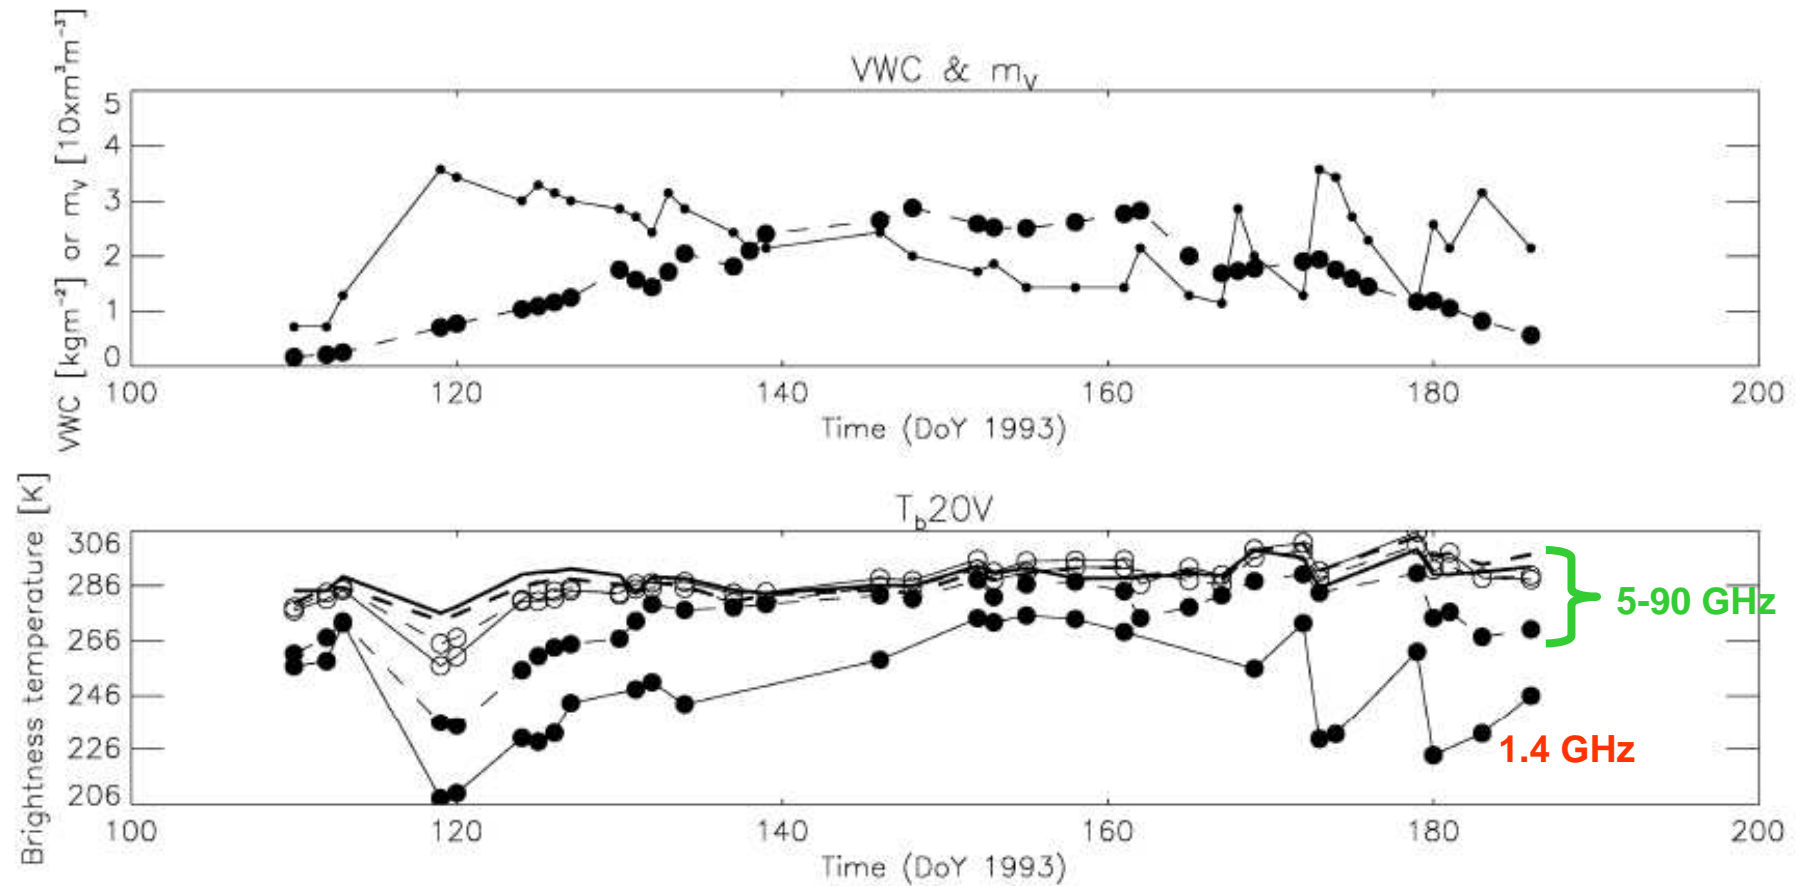 VWC & mᵥ
VWC [kgm⁻²] or mᵥ [10xm³m⁻³]
5
4
3
2
1
0
100 120 140 160 180 200
Time (DoY 1993)
T_b20V
Brightness temperature [K]
306
286
266
246
226
206
5-90 GHz
1.4 GHz
100 120 140 160 180 200
Time (DoY 1993)